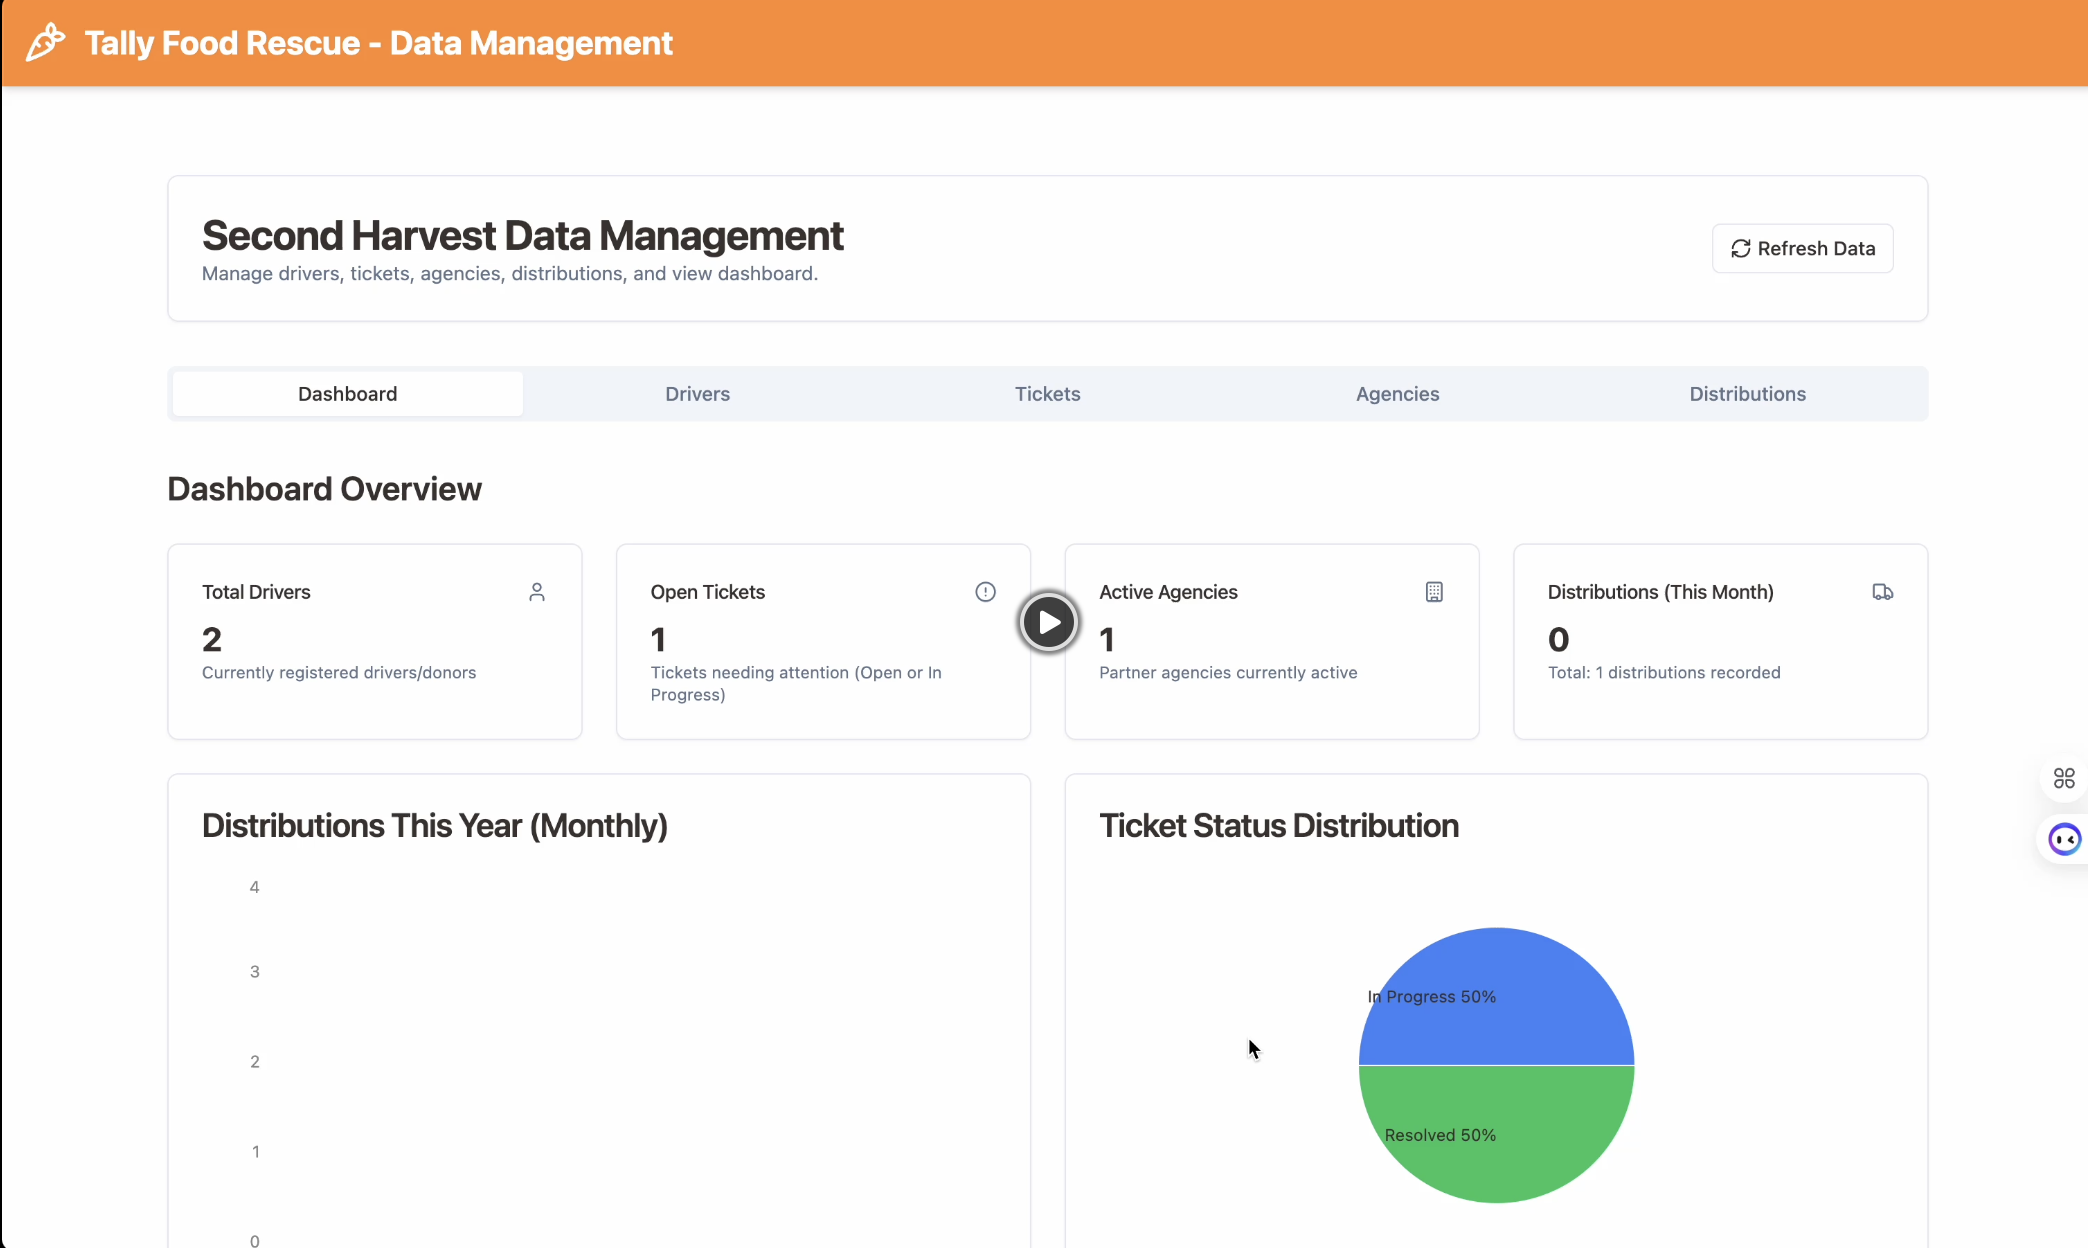 Tally Food Rescue - Data Management
Second Harvest Data Management
Manage drivers, tickets, agencies, distributions, and view dashboard.
Refresh Data
Dashboard
Drivers
Tickets
Agencies
Distributions
Dashboard Overview
Total Drivers
2
Currently registered drivers/donors
Open Tickets
1
Tickets needing attention (Open or In
Progress)
Active Agencies
1
Partner agencies currently active
Distributions (This Month)
0
Total: 1 distributions recorded
Distributions This Year (Monthly)
4
3
2
1
0
Ticket Status Distribution
In Progress 50%
Resolved 50%